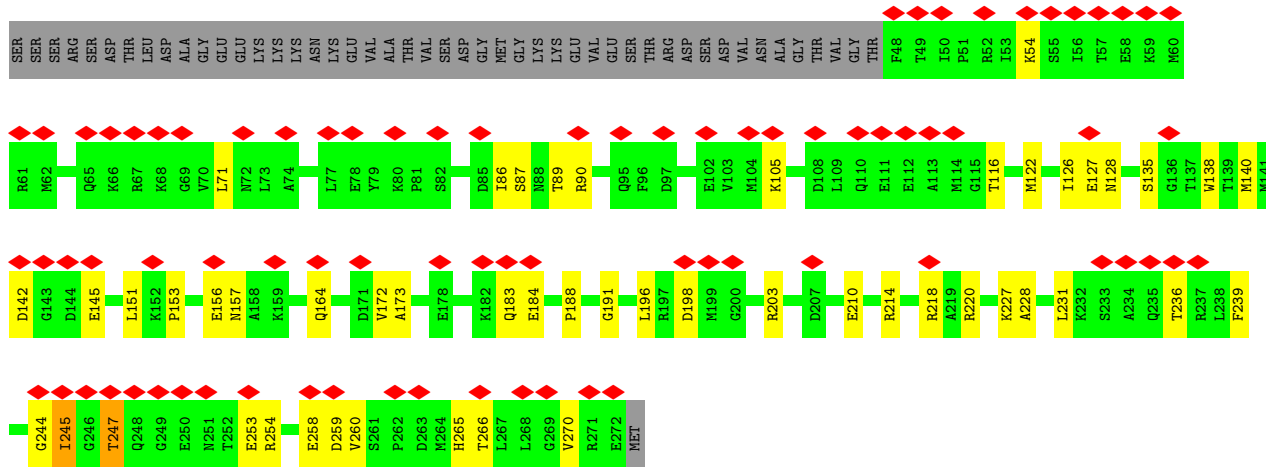 SER SER SER ARG SER ASP THR LEU ASP ALA GLY GLU GLU LYS LYS LYS ASN LYS GLU VAL ALA THR VAL SER ASP GLY MET GLY LYS LYS GLU VAL GLU SER THR ARG ASP SER ASP VAL ASN ALA GLY THR VAL GLY THR F48 T49 I50 P51 R52 I53 K54 S55 I56 T57 E58 K59 M60
R61 M62 Q65 K66 R67 K68 G69 V70 L71 N72 L73 A74 L77 E78 Y79 K80 P81 S82 D85 I86 S87 N88 T89 R90 Q95 F96 D97 E102 V103 M104 K105 D108 L109 Q110 E111 E112 A113 M114 G115 T116 M122 I126 E127 N128 S135 G136 T137 W138 T139 M140 M141
D142 G143 D144 E145 L151 K152 P153 E156 N157 A158 K159 Q164 D171 V172 A173 E178 K182 Q183 E184 P188 G191 L196 R197 D198 M199 G200 R203 D207 E210 R214 R218 A219 R220 K227 A228 L231 K232 S233 A234 Q235 T236 R237 L238 F239
G244 I245 G246 T247 Q248 G249 E250 N251 T252 E253 R254 E258 D259 V260 S261 P262 D263 M264 H265 T266 L267 L268 G269 V270 R271 E272 MET